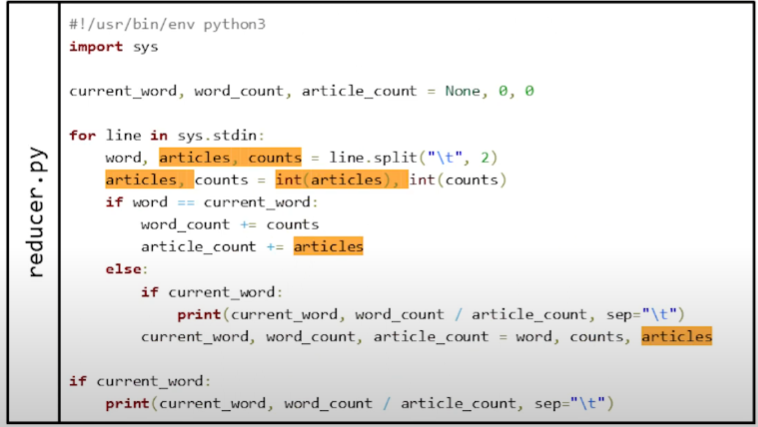 reducer.py
#!/usr/bin/env python3
import sys
current_word, word_count, article_count = None, 0, 0
for line in sys.stdin:
    word, articles, counts = line.split("\t", 2)
    articles, counts = int(articles), int(counts)
    if word == current_word:
        word_count += counts
        article_count += articles
    else:
        if current_word:
            print(current_word, word_count / article_count, sep="\t")
        current_word, word_count, article_count = word, counts, articles
if current_word:
    print(current_word, word_count / article_count, sep="\t")